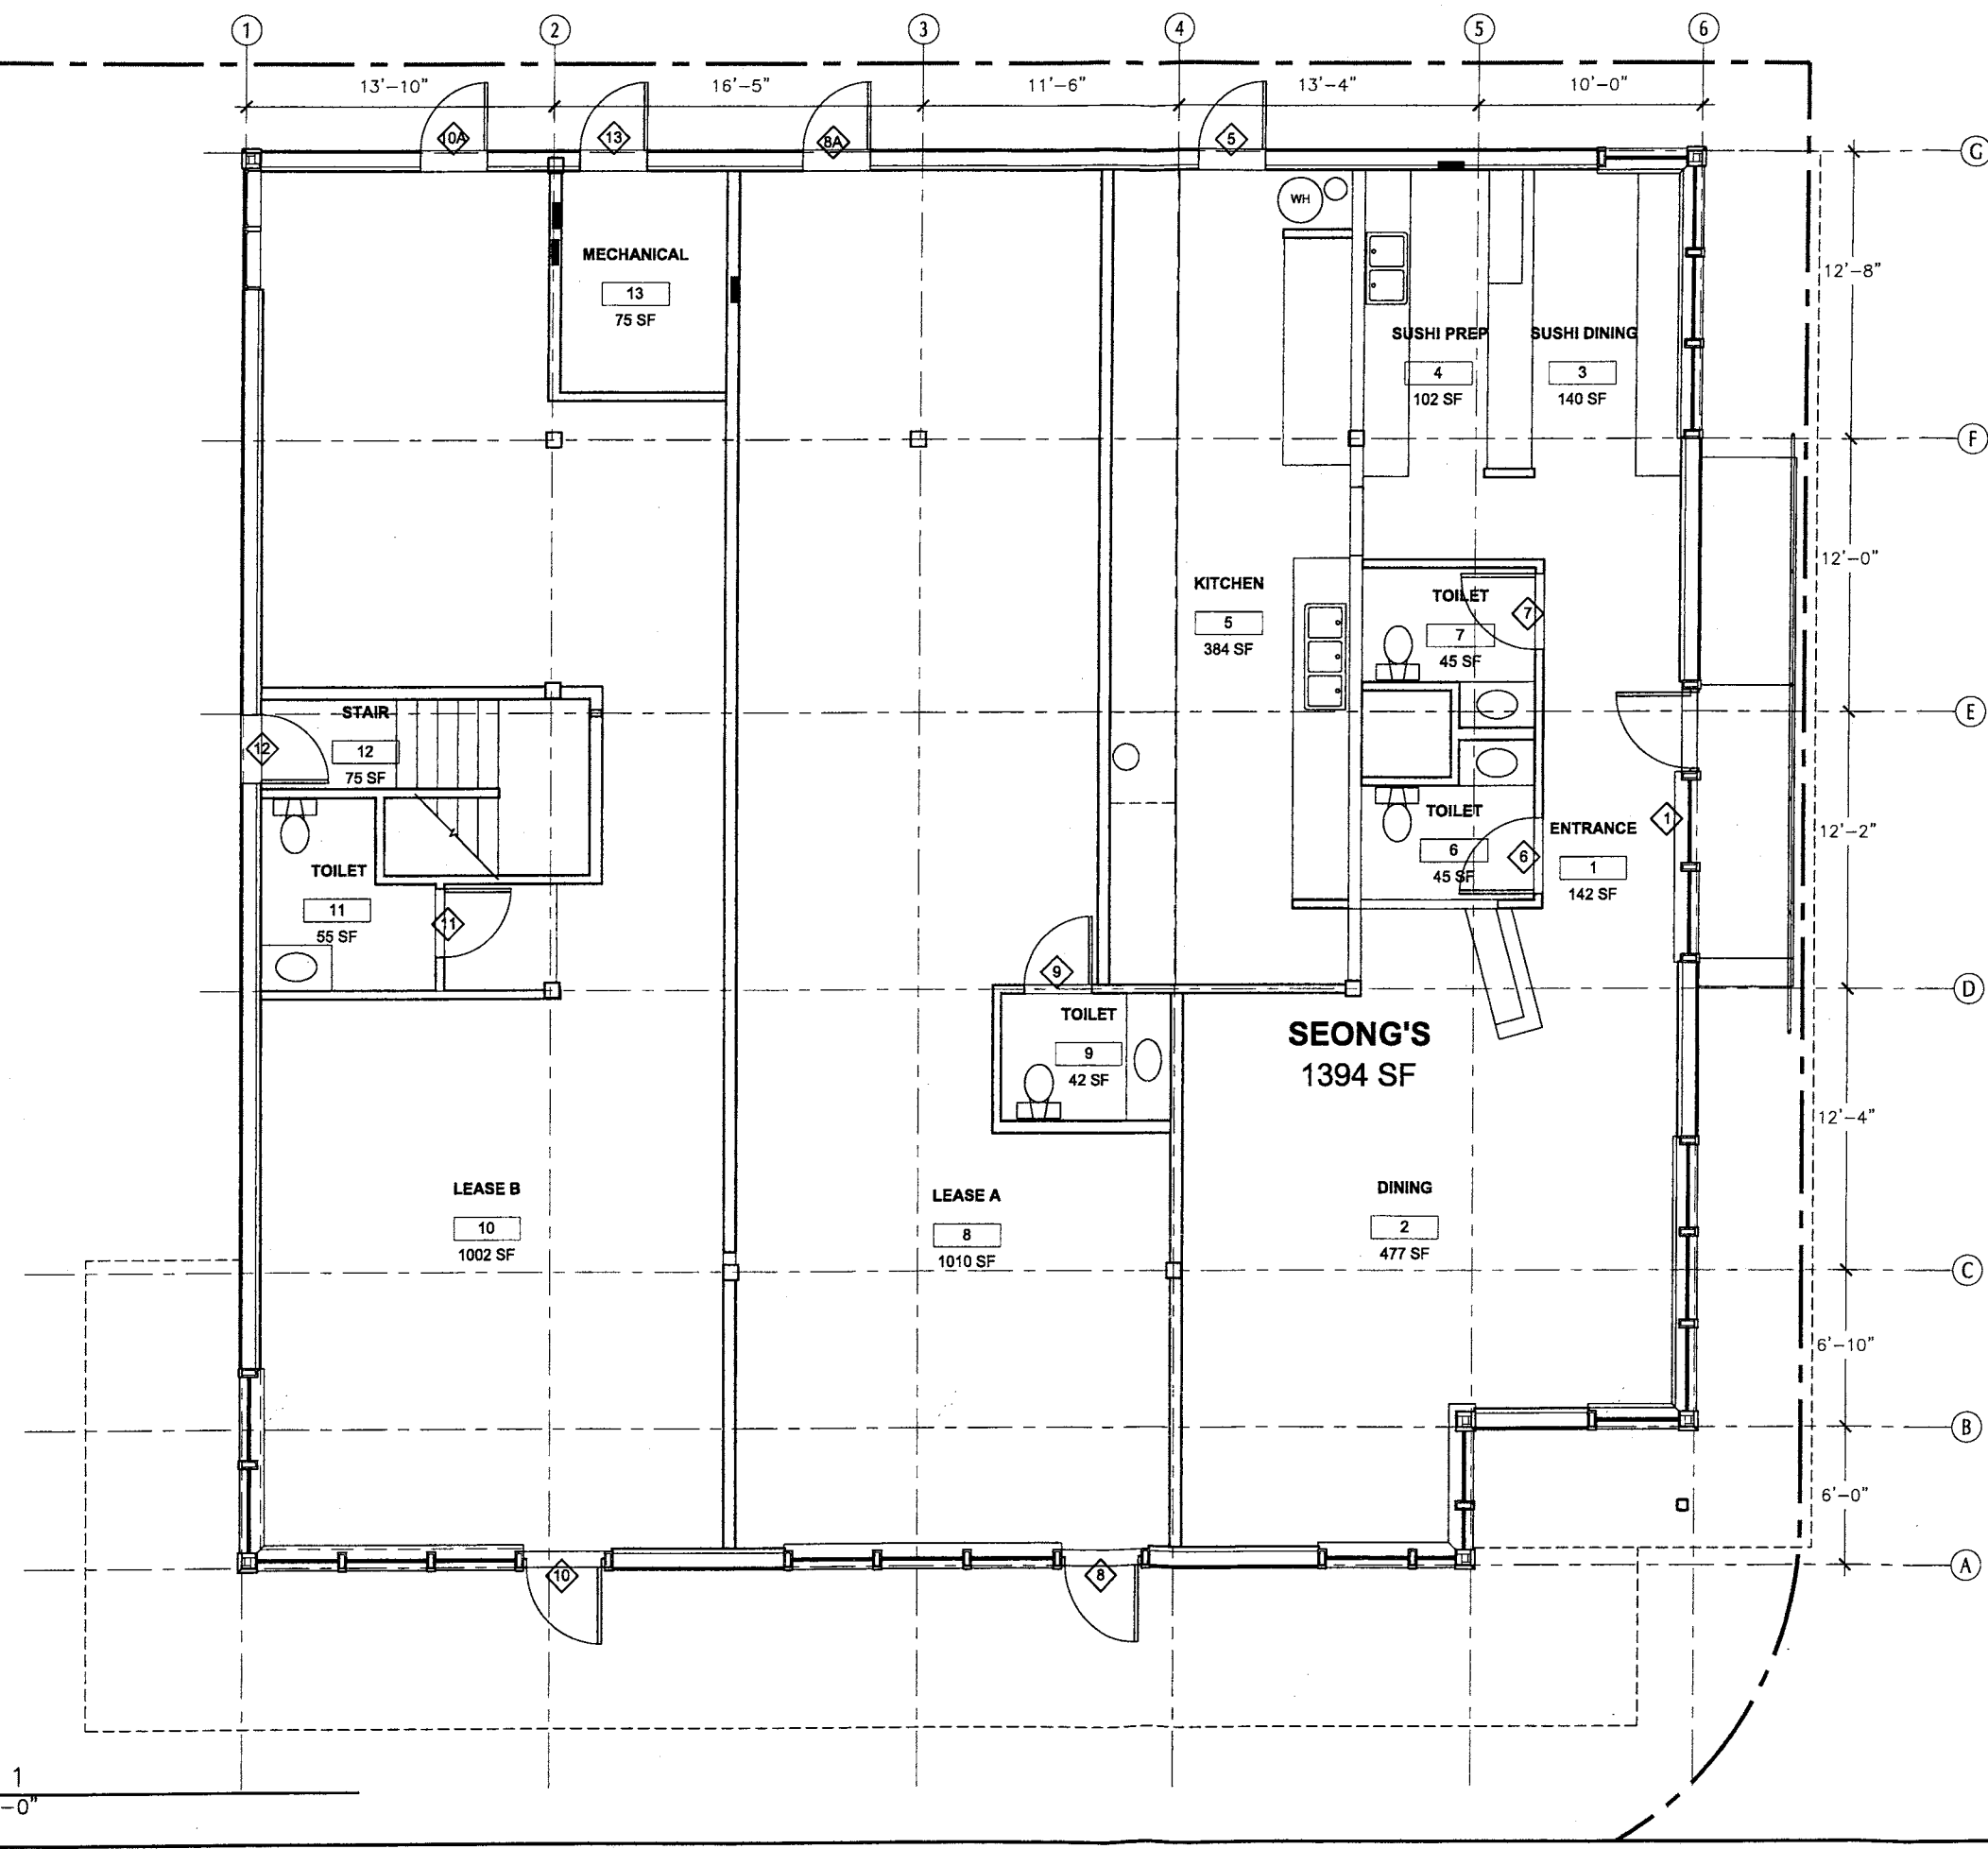 1 2 3 4 5 6
13'-10" 16'-5" 11'-6" 13'-4" 10'-0"
10A 13 8A 5
G
WH
MECHANICAL
13
75 SF
12'-8"
SUSHI PREP
4
102 SF
SUSHI DINING
3
140 SF
F
12'-0"
KITCHEN
5
384 SF
TOILET
7
45 SF
7
STAIR
12
75 SF
12
E
TOILET
6
45 SF
6
ENTRANCE
1
142 SF
1
12'-2"
TOILET
11
55 SF
11
9
D
TOILET
9
42 SF
SEONG'S
1394 SF
12'-4"
LEASE B
10
1002 SF
LEASE A
8
1010 SF
DINING
2
477 SF
C
6'-10"
B
6'-0"
10 8
A
1
-0"